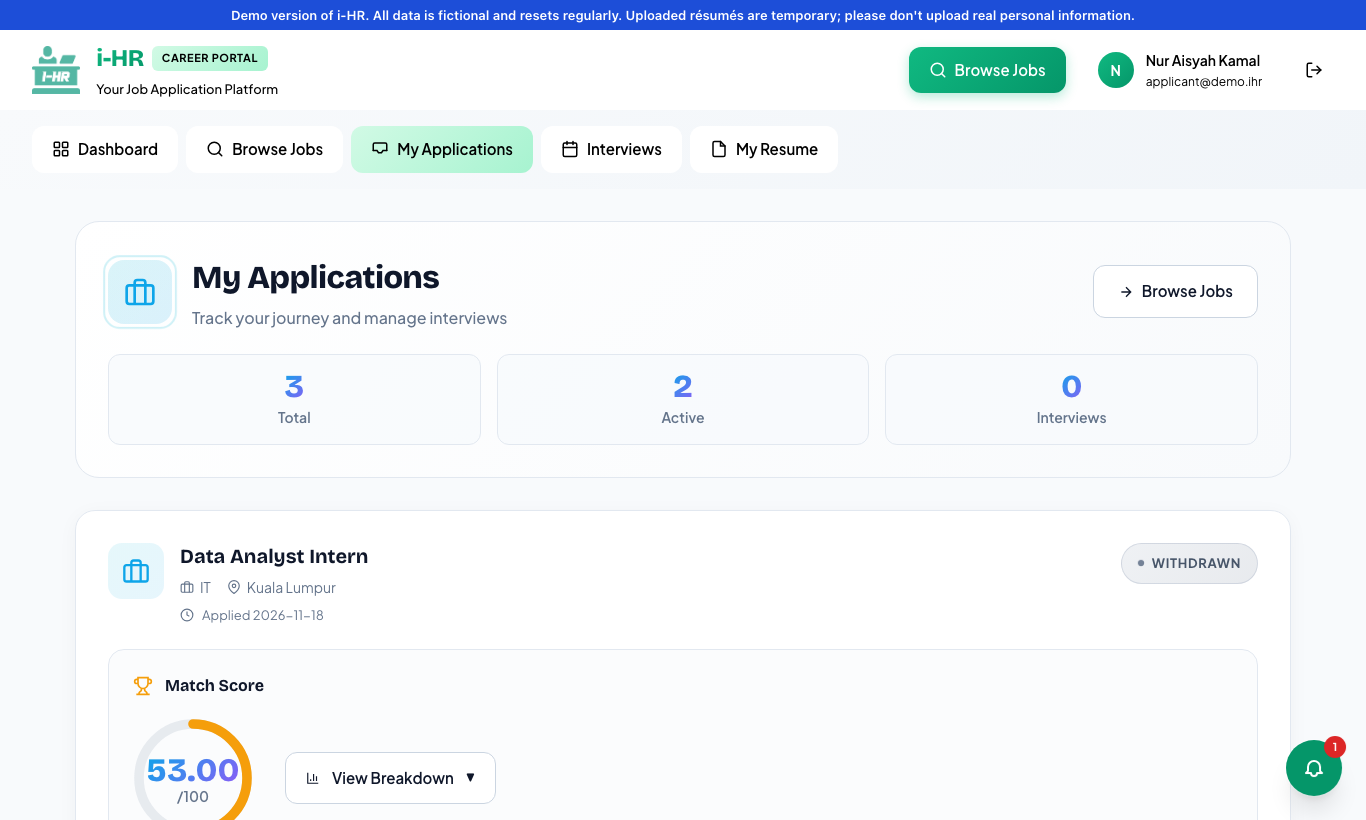 Demo version of i-HR. All data is fictional and resets regularly. Uploaded résumés are temporary; please don't upload real personal information.
i-HR
i-HR CAREER PORTAL
Your Job Application Platform
Browse Jobs
N
Nur Aisyah Kamal
applicant@demo.ihr
Dashboard
Browse Jobs
My Applications
Interviews
My Resume
My Applications
Track your journey and manage interviews
Browse Jobs
3
Total
2
Active
0
Interviews
Data Analyst Intern
IT Kuala Lumpur
Applied 2026-11-18
WITHDRAWN
Match Score
53.00
/100
View Breakdown ▼
1